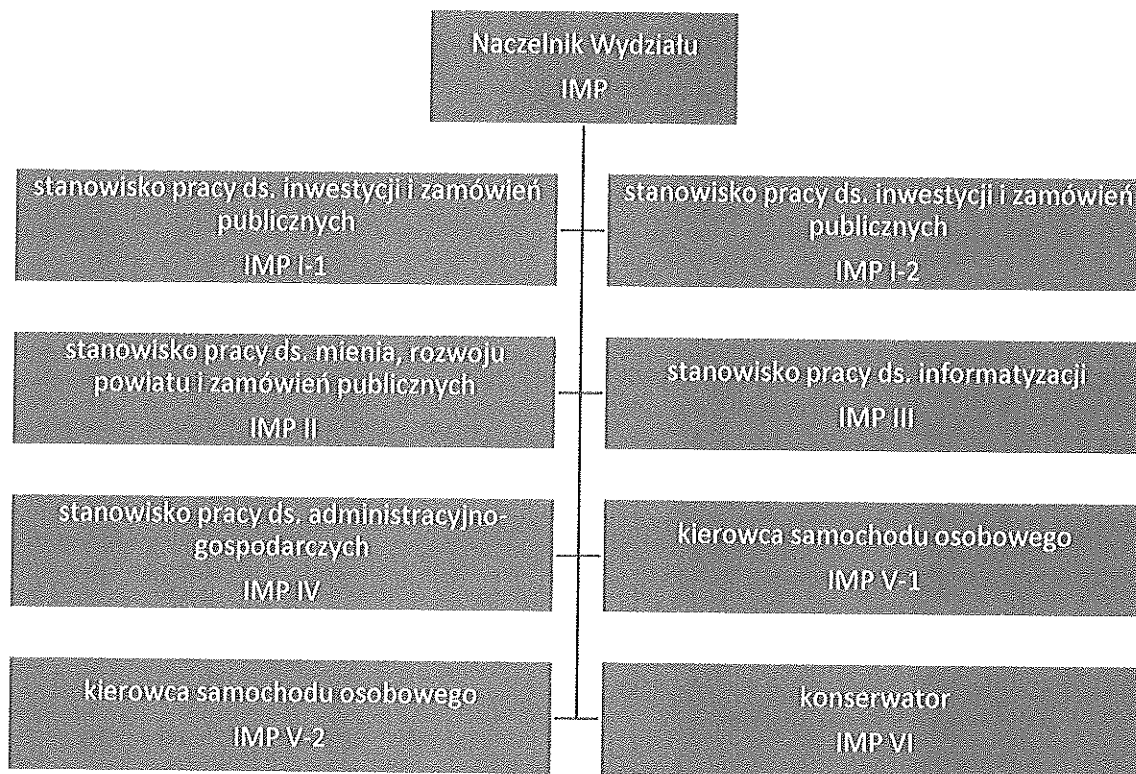 Naczelnik Wydziału
IMP
stanowisko pracy ds. inwestycji i zamówień
publicznych
IMP I-1
stanowisko pracy ds. inwestycji i zamówień
publicznych
IMP I-2
stanowisko pracy ds. mienia, rozwoju
powiatu i zamówień publicznych
IMP II
stanowisko pracy ds. informatyzacji
IMP III
stanowisko pracy ds. administracyjno-
gospodarczych
IMP IV
kierowca samochodu osobowego
IMP V-1
kierowca samochodu osobowego
IMP V-2
konserwator
IMP VI